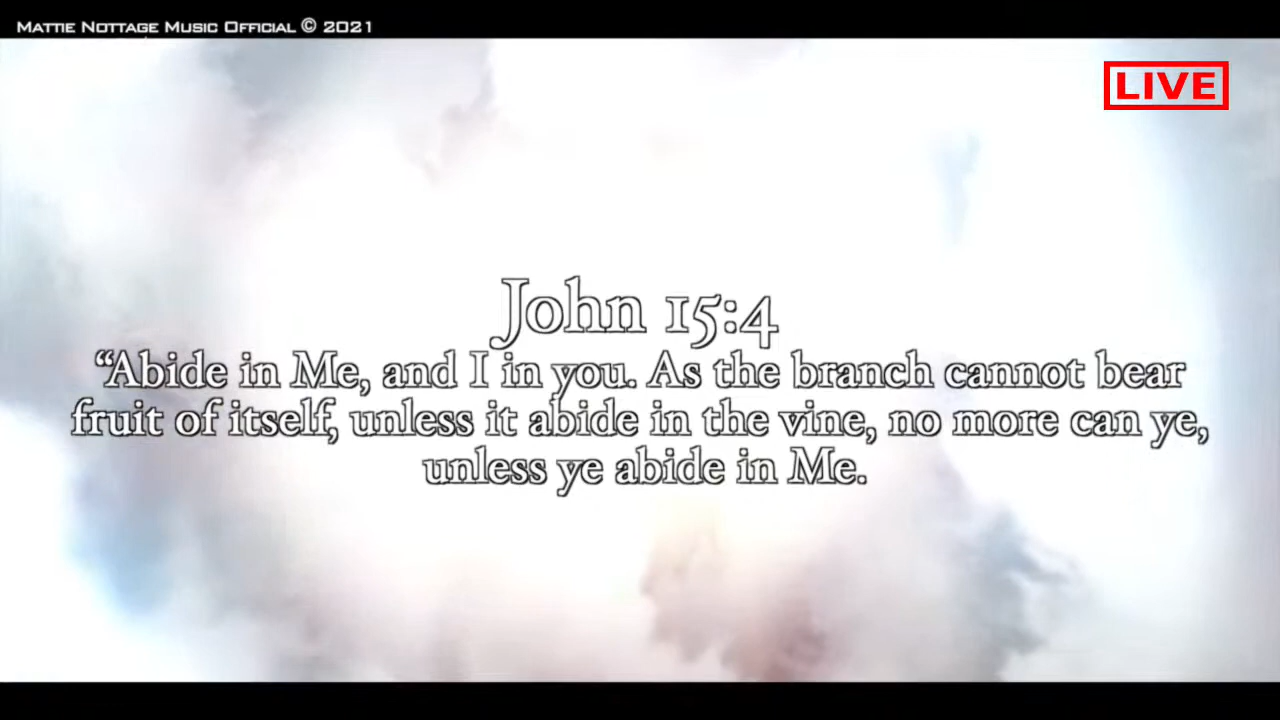 Mattie Nottage Music Official © 2021
LIVE
John 15:4
“Abide in Me, and I in you. As the branch cannot bear
fruit of itself, unless it abide in the vine, no more can ye,
unless ye abide in Me.